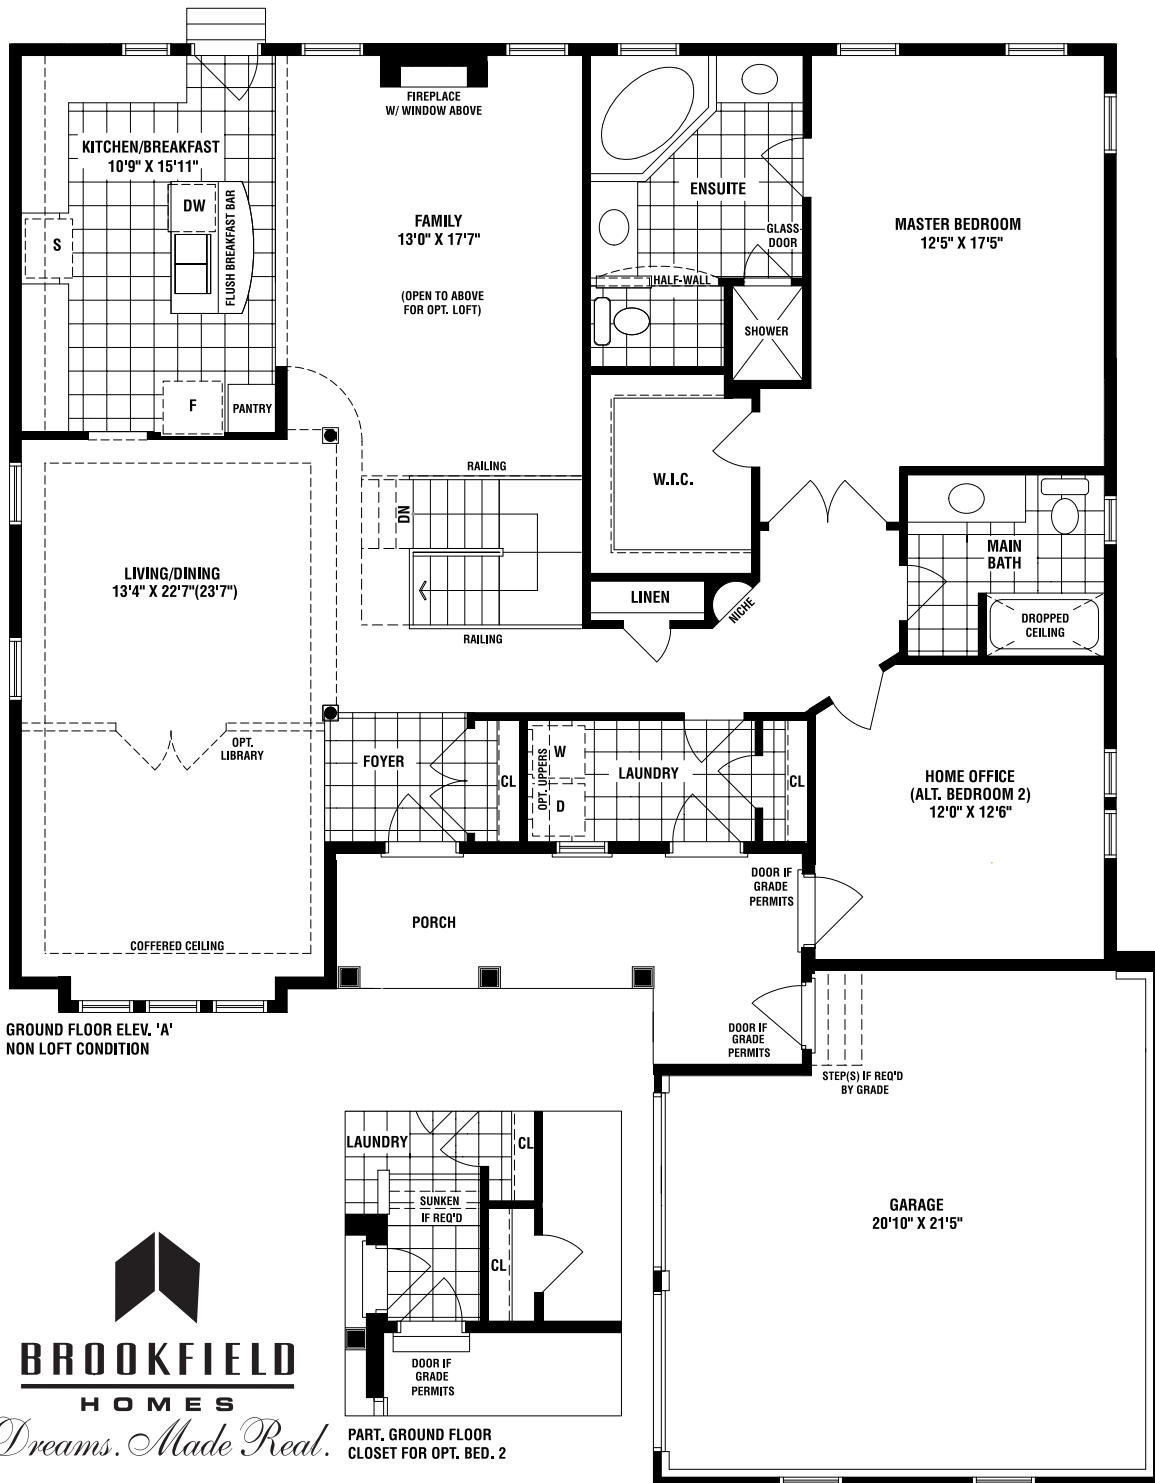 FIREPLACE
W/ WINDOW ABOVE
KITCHEN/BREAKFAST
10'9" X 15'11"
DW
FLUSH BREAKFAST BAR
S
F
PANTRY
FAMILY
13'0" X 17'7"
(OPEN TO ABOVE
FOR OPT. LOFT)
ENSUITE
GLASS
DOOR
HALF-WALL
SHOWER
MASTER BEDROOM
12'5" X 17'5"
W.I.C.
RAILING
DN
RAILING
LINEN
NICHE
MAIN
BATH
DROPPED
CEILING
LIVING/DINING
13'4" X 22'7"(23'7")
OPT.
LIBRARY
COFFERED CEILING
FOYER
CL
OPT. UPPERS
W
D
LAUNDRY
CL
HOME OFFICE
(ALT. BEDROOM 2)
12'0" X 12'6"
DOOR IF
GRADE
PERMITS
PORCH
DOOR IF
GRADE
PERMITS
STEP(S) IF REQ'D
BY GRADE
GROUND FLOOR ELEV. 'A'
NON LOFT CONDITION
LAUNDRY
CL
SUNKEN
IF REQ'D
CL
DOOR IF
GRADE
PERMITS
PART. GROUND FLOOR
CLOSET FOR OPT. BED. 2
GARAGE
20'10" X 21'5"
BROOKFIELD
HOMES
Dreams. Made Real.